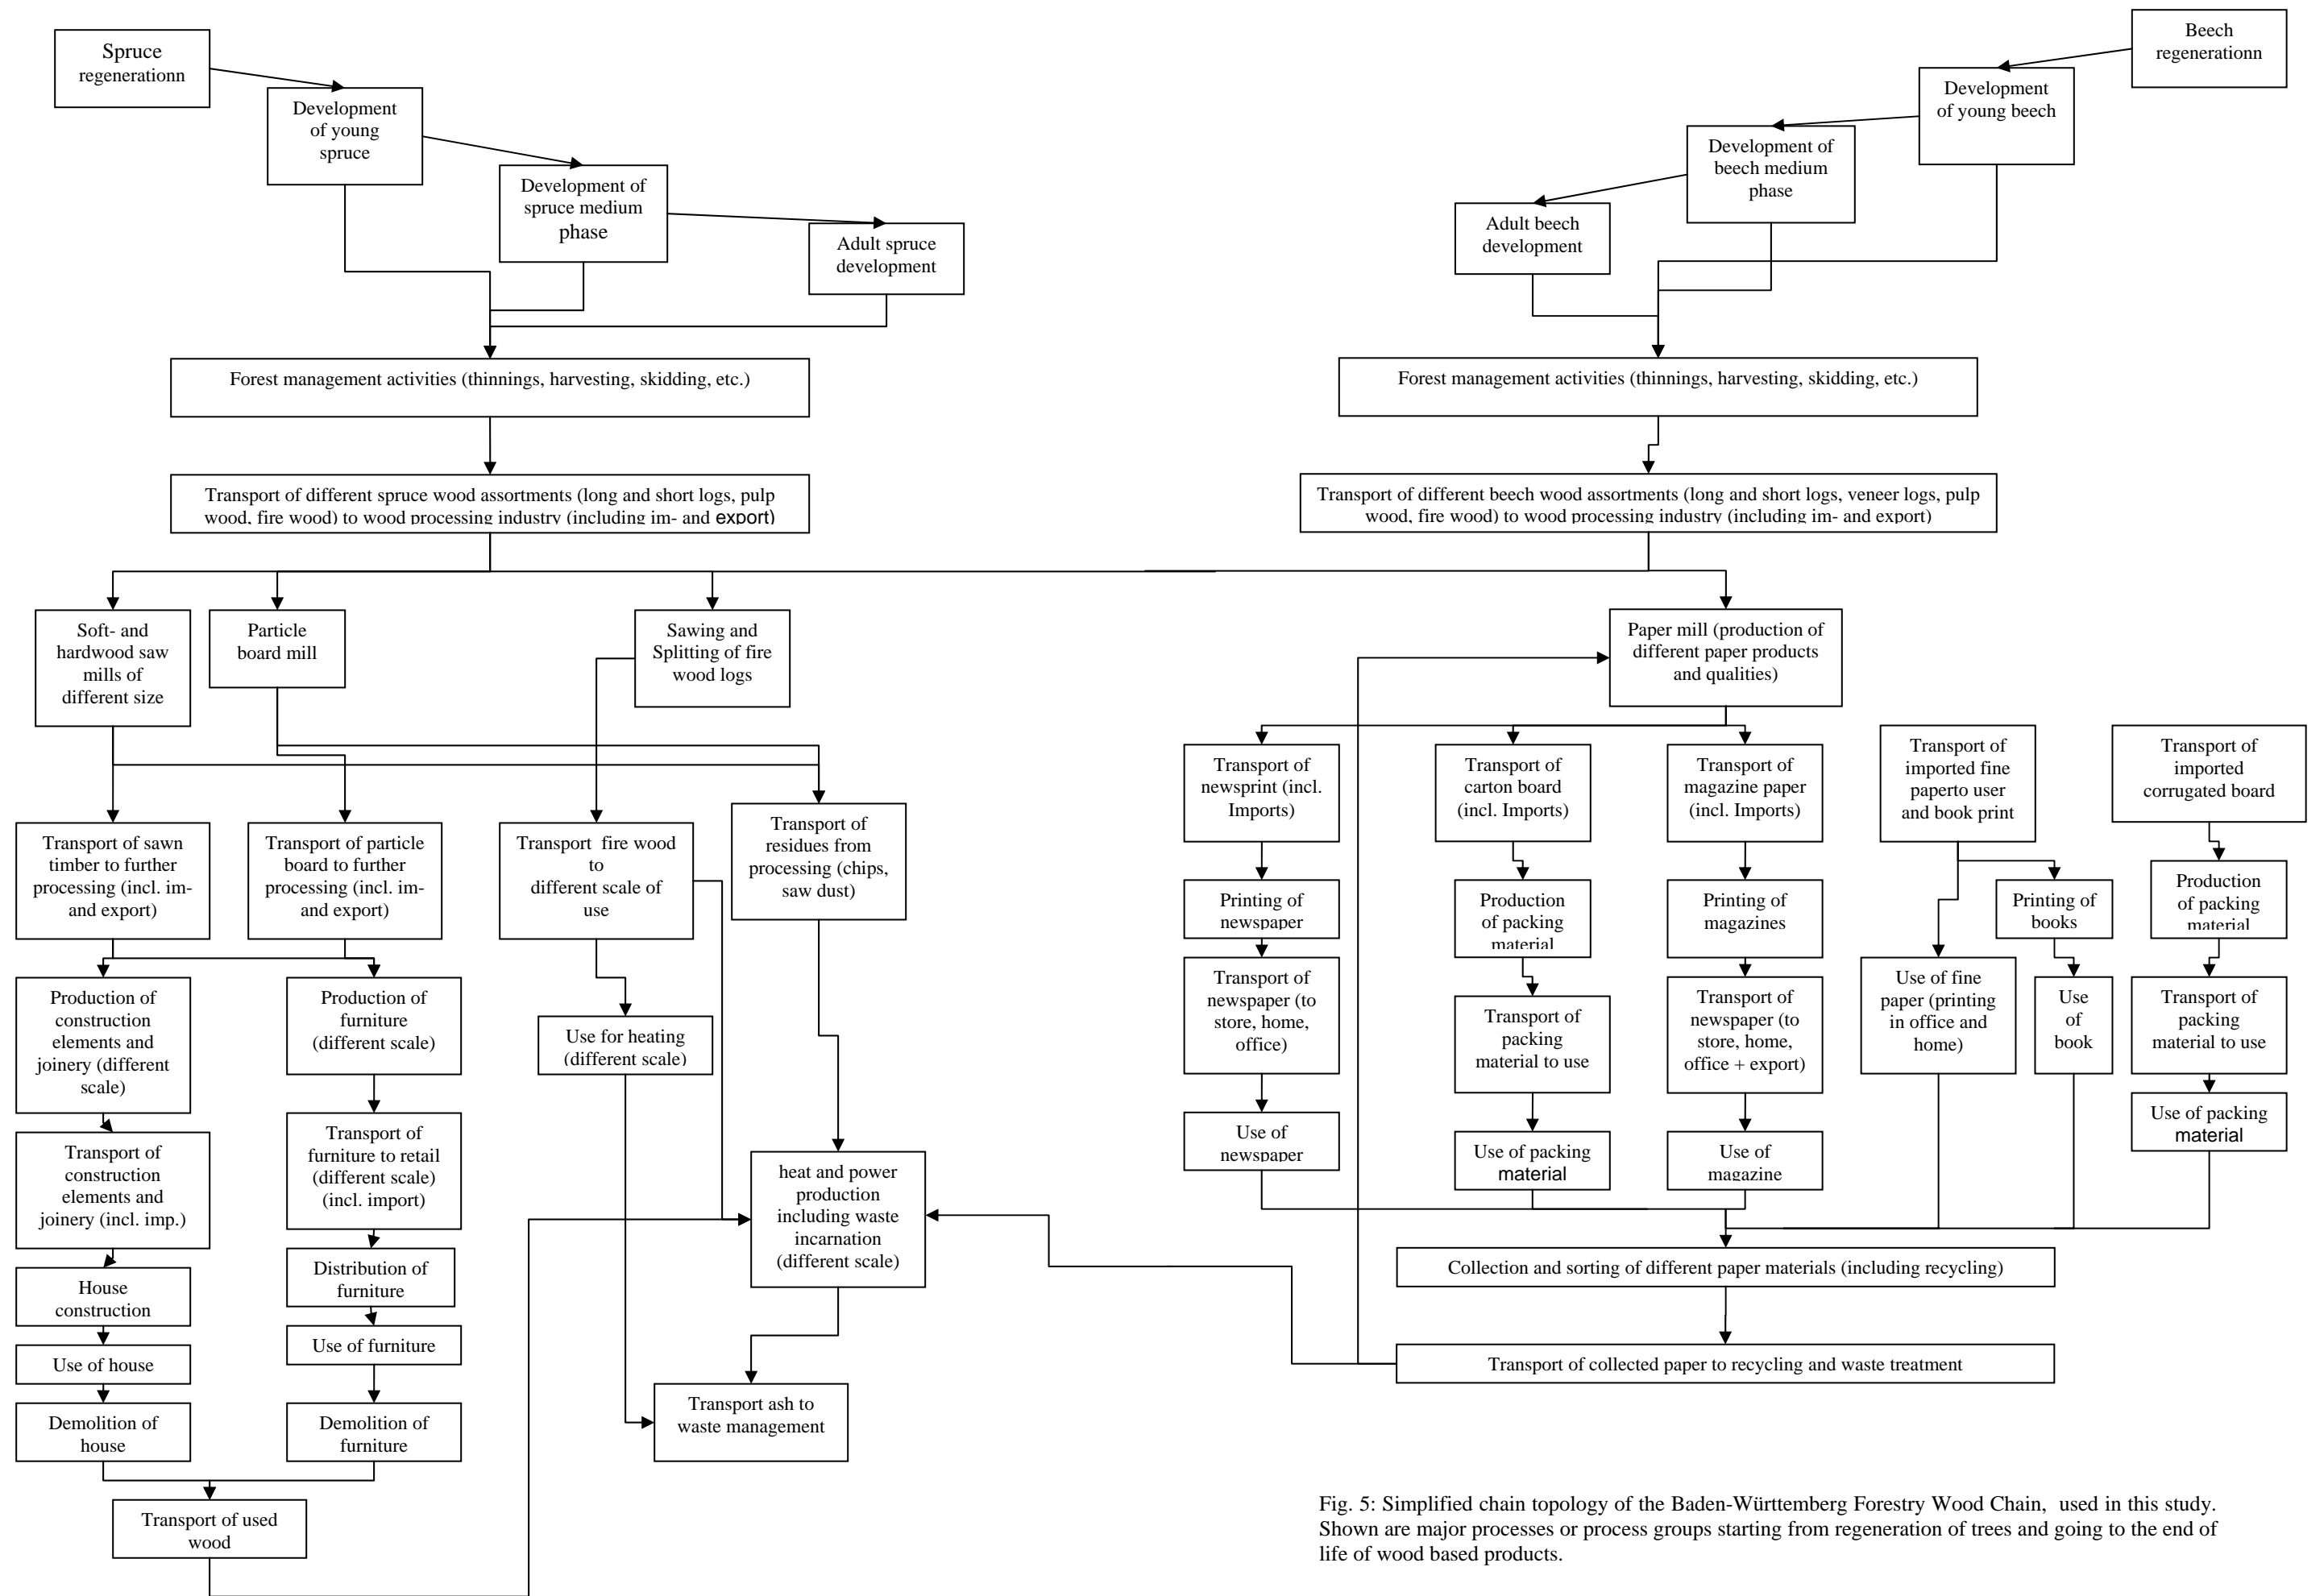 Spruce
regenerationn
Beech
regenerationn
Development
of young
spruce
Development
of young beech
Development of
spruce medium
phase
Development of
beech medium
phase
Adult spruce
development
Adult beech
development
Forest management activities (thinnings, harvesting, skidding, etc.)
Forest management activities (thinnings, harvesting, skidding, etc.)
Transport of different spruce wood assortments (long and short logs, pulp
wood, fire wood) to wood processing industry (including im- and export)
Transport of different beech wood assortments (long and short logs, veneer logs, pulp
wood, fire wood) to wood processing industry (including im- and export)
Soft- and
hardwood saw
mills of
different size
Particle
board mill
Sawing and
Splitting of fire
wood logs
Paper mill (production of
different paper products
and qualities)
Transport of
newsprint (incl.
Imports)
Transport of
carton board
(incl. Imports)
Transport of
magazine paper
(incl. Imports)
Transport of
imported fine
paperto user
and book print
Transport of
imported
corrugated board
Transport of sawn
timber to further
processing (incl. im-
and export)
Transport of particle
board to further
processing (incl. im-
and export)
Transport fire wood
to
different scale of
use
Transport of
residues from
processing (chips,
saw dust)
Printing of
newspaper
Production
of packing
material
Printing of
magazines
Printing of
books
Production
of packing
material
Production of
construction
elements and
joinery (different
scale)
Production of
furniture
(different scale)
Use for heating
(different scale)
Transport of
newspaper (to
store, home,
office)
Transport of
packing
material to use
Transport of
newspaper (to
store, home,
office + export)
Use of fine
paper (printing
in office and
home)
Use
of
book
Transport of
packing
material to use
Transport of
construction
elements and
joinery (incl. imp.)
Transport of
furniture to retail
(different scale)
(incl. import)
heat and power
production
including waste
incarnation
(different scale)
Use of
newspaper
Use of packing
material
Use of
magazine
Use of packing
material
House
construction
Distribution of
furniture
Collection and sorting of different paper materials (including recycling)
Use of house
Use of furniture
Transport of collected paper to recycling and waste treatment
Demolition of
house
Demolition of
furniture
Transport ash to
waste management
Transport of used
wood
Fig. 5: Simplified chain topology of the Baden-Württemberg Forestry Wood Chain, used in this study.
Shown are major processes or process groups starting from regeneration of trees and going to the end of
life of wood based products.